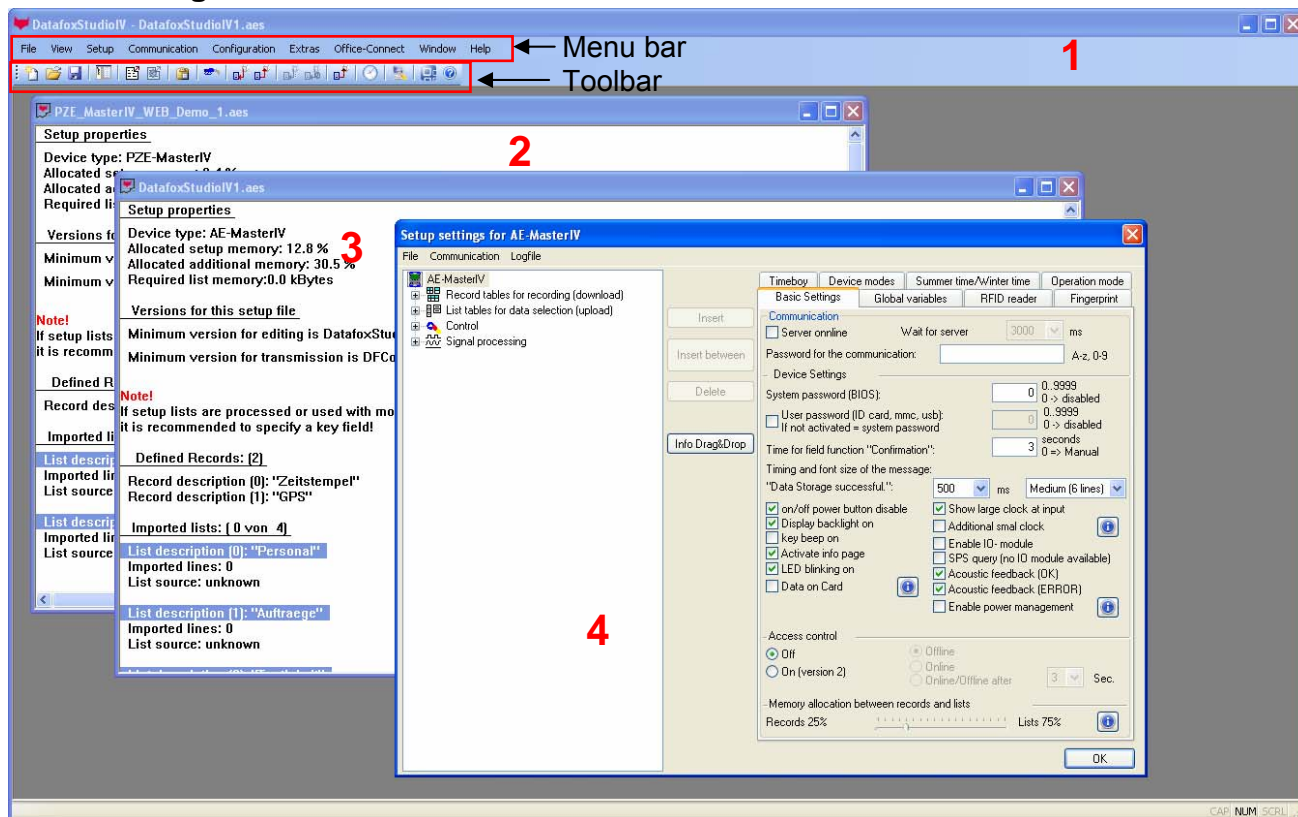 DatafoxStudioIV - DatafoxStudioIV1.aes
File View Setup Communication Configuration Extras Office-Connect Window Help
Menu bar
1
Toolbar
PZE_MasterIV_WEB_Demo_1.aes
Setup properties
2
Device type: PZE-MasterIV
Allocated
Allocated
Required
Versions
Minimum
Minimum
Note!
If setup lists
it is
Defined
Record
Imported
List
Imported
List source
List
Imported
List source
DatafoxStudioIV1.aes
Setup properties
3
Device type: AE-MasterIV
Allocated setup memory: 12.8 %
Allocated additional memory: 30.5 %
Required list memory:0.0 kBytes
Versions for this setup file
Minimum version for editing is
Minimum version for transmission is
Note!
If setup lists are processed or used with
it is recommended to specify a key field!
Defined Records: (2)
Record description (0): "Zeitstempel"
Record description (1): "GPS"
Imported lists: ( 0 von 4)
List description (0): "Personal"
Imported lines: 0
List source: unknown
List description (1): "Auftraege"
Imported lines: 0
List source: unknown
Setup settings for AE-MasterIV
File Communication Logfile
AE-MasterIV
Record tables for recording (download)
List tables for data selection (upload)
Control
Signal processing
4
Insert
Insert between
Delete
Info Drag&Drop
Timeboy Device modes Summer time/Winter time Operation mode
Basic Settings Global variables RFID reader Fingerprint
Communication
Server onnline Wait for server 3000 ms
Password for the communication: A-z, 0-9
Device Settings
System password (BIOS): 0 0..9999
0 -> disabled
User password (ID card, mmc, usb): 0 0..9999
If not activated = system password 0 -> disabled
Time for field function "Confirmation": 3 seconds
0 => Manual
Timing and font size of the message:
"Data Storage successful.": 500 ms Medium (6 lines)
on/off power button disable Show large clock at input
Display backlight on Additional smal clock
key beep on Enable IO- module
Activate info page SPS query (no IO module available)
LED blinking on Acoustic feedback (OK)
Data on Card Acoustic feedback (ERROR)
Enable power management
Access control
Off Offline
On (version 2) Online
Online/Offline after 3 Sec.
Memory allocation between records and lists
Records 25% Lists 75%
OK
CAP NUM SCRL